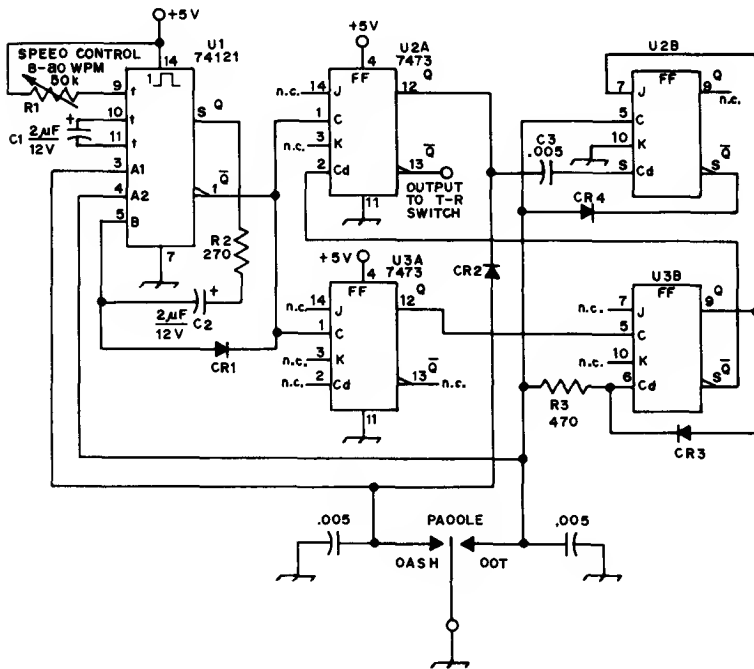 +5V
SPEEO CONTROL
8-80 WPM
50k
R1
C1
2μF
12V
U1
74121
14
1
9 t
10 t
11 t
3 A1
4 A2
5 B
S Q
1 Q̅
7
R2
270
2μF
12V
C2
+
CR1
+5V
U2A
7473
4
FF
n.c. 14 J
1 C
n.c. 3 K
2 Cd
12 Q
13 Q̅
11
OUTPUT
TO T-R
SWITCH
+5V
U3A
7473
4
FF
n.c. 14 J
1 C
n.c. 3 K
n.c. 2 Cd
12 Q
13 Q̅ n.c.
11
CR2
C3
.005
U2B
FF
7 J
5 C
10 K
S Cd
9 Q
n.c.
S Q̅
CR4
U3B
FF
n.c. 7 J
5 C
n.c. 10 K
6 Cd
9 Q
S Q̅
R3
470
CR3
.005
PAOOLE
.005
OASH
OOT